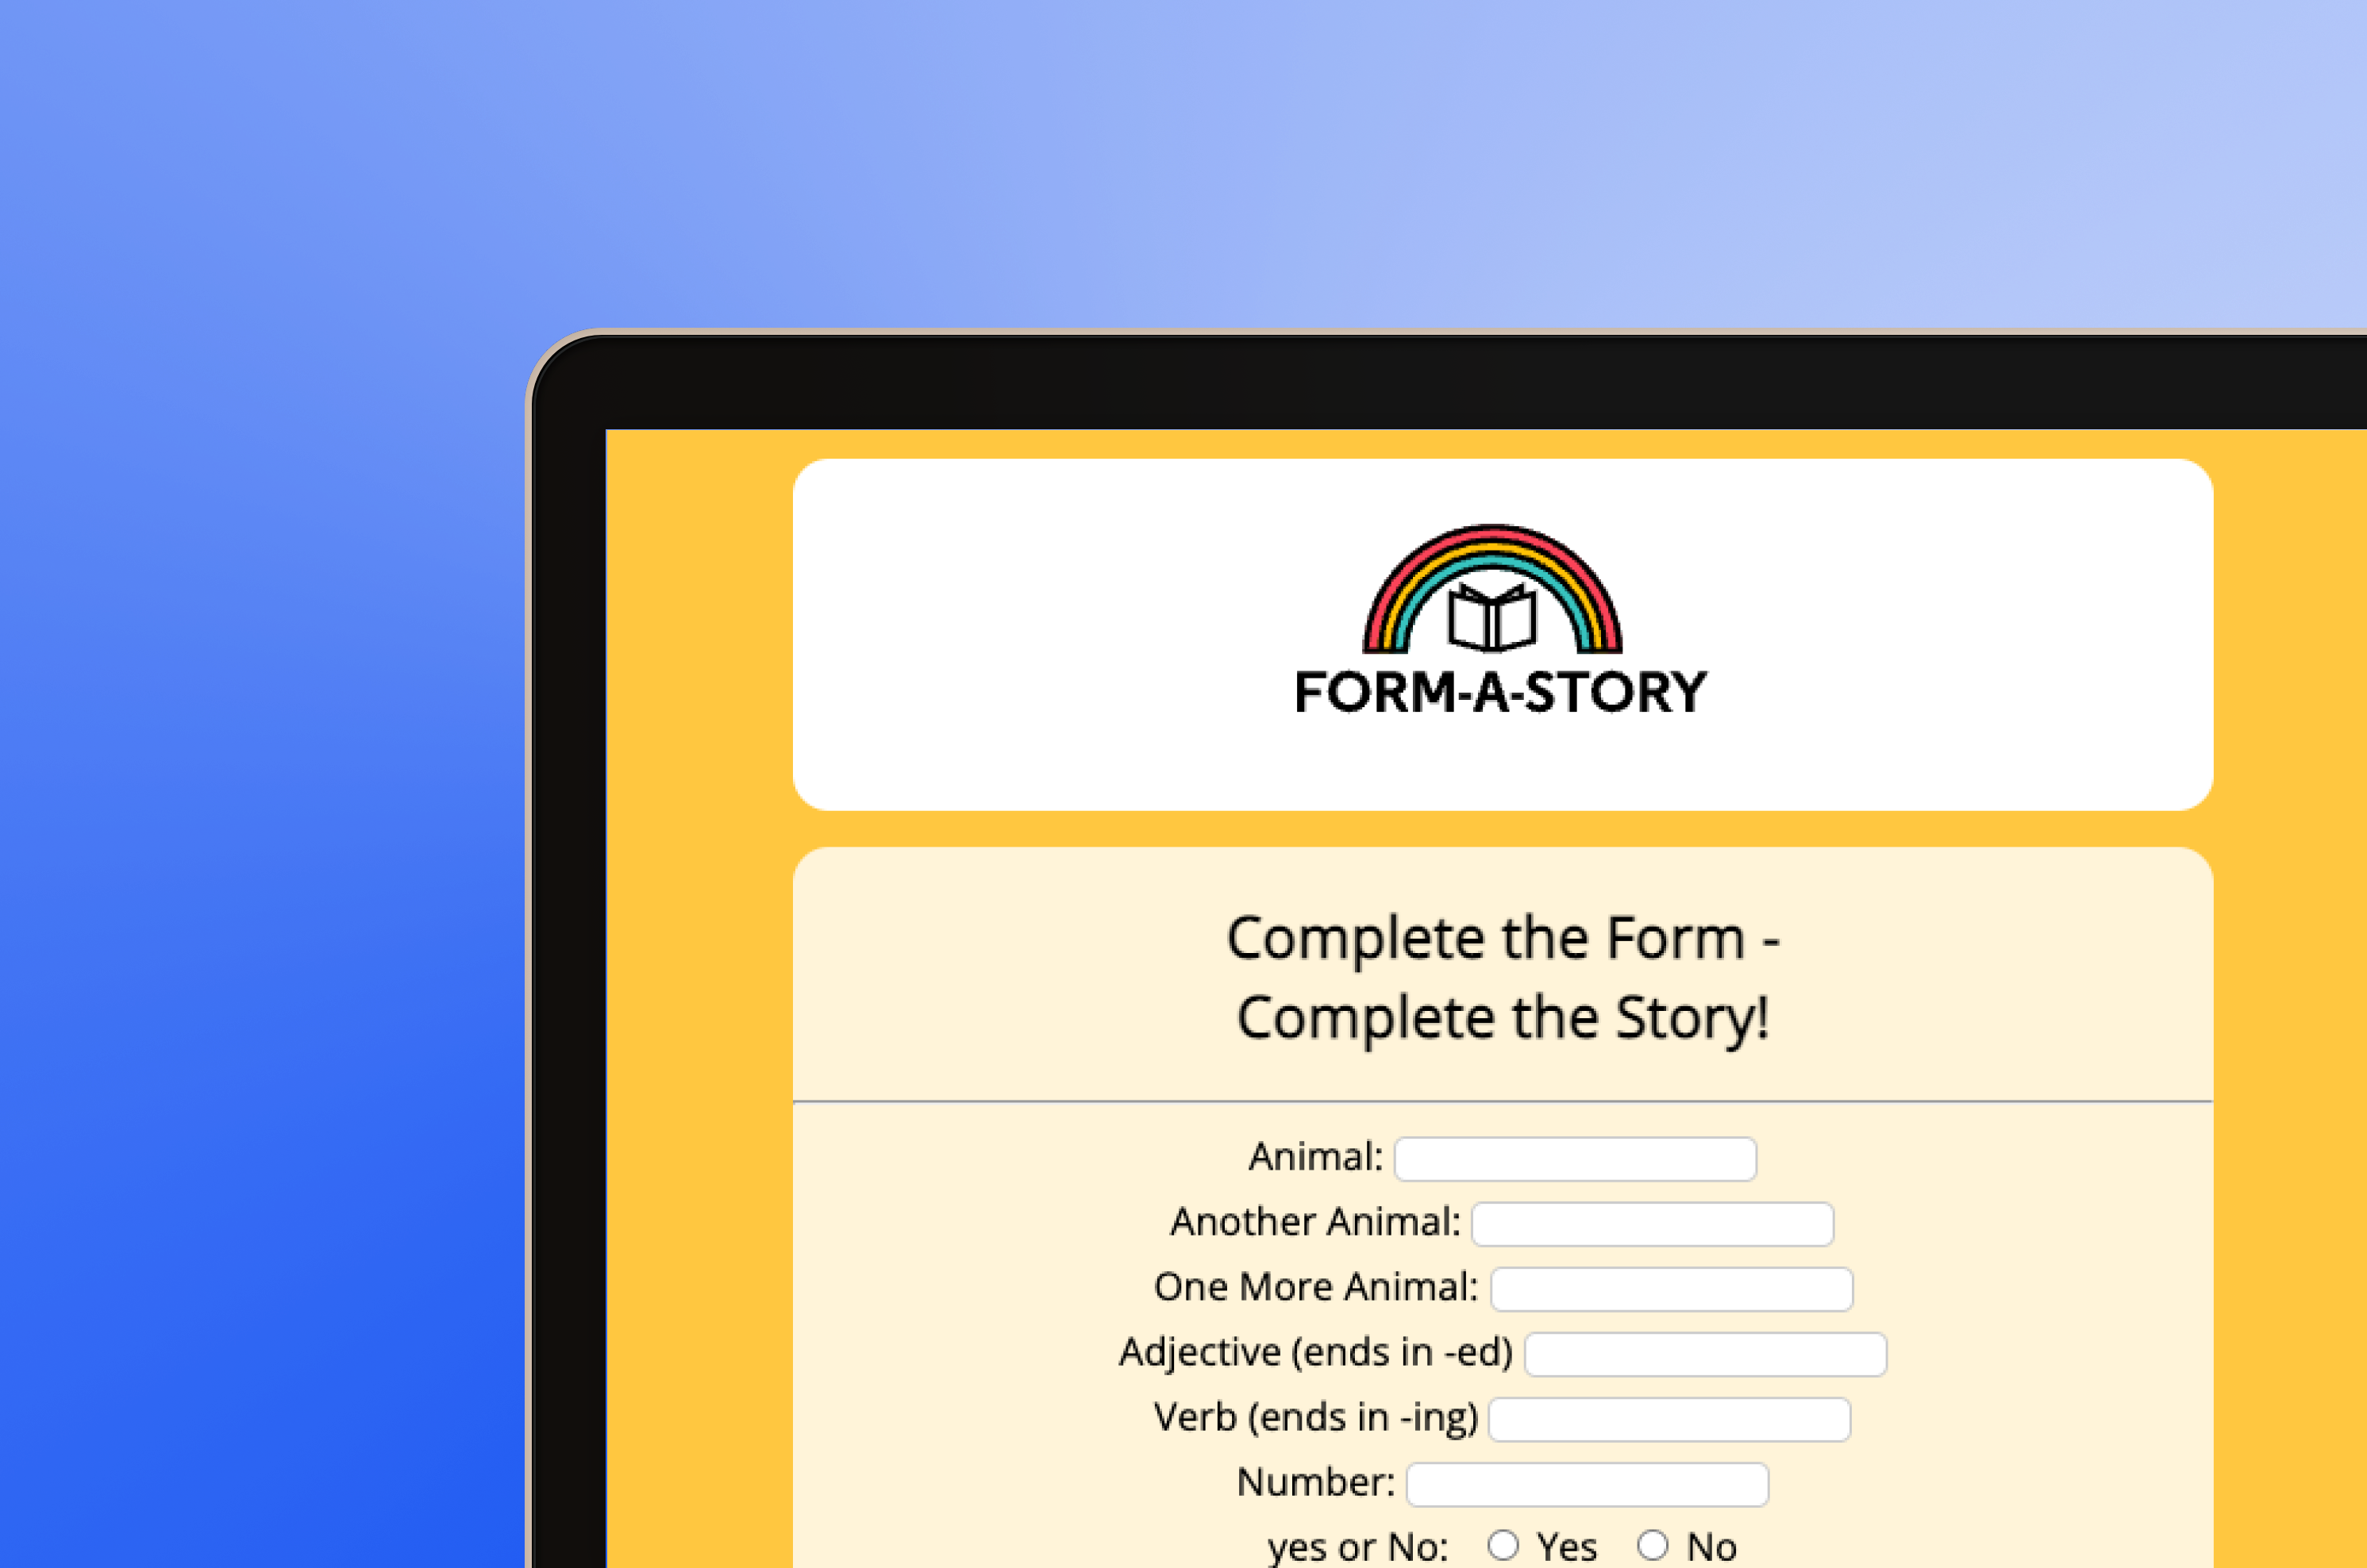 FORM-A-STORY
Complete the Form -
Complete the Story!
Animal:
Another Animal:
One More Animal:
Adjective (ends in -ed)
Verb (ends in -ing)
Number:
yes or No: Yes No